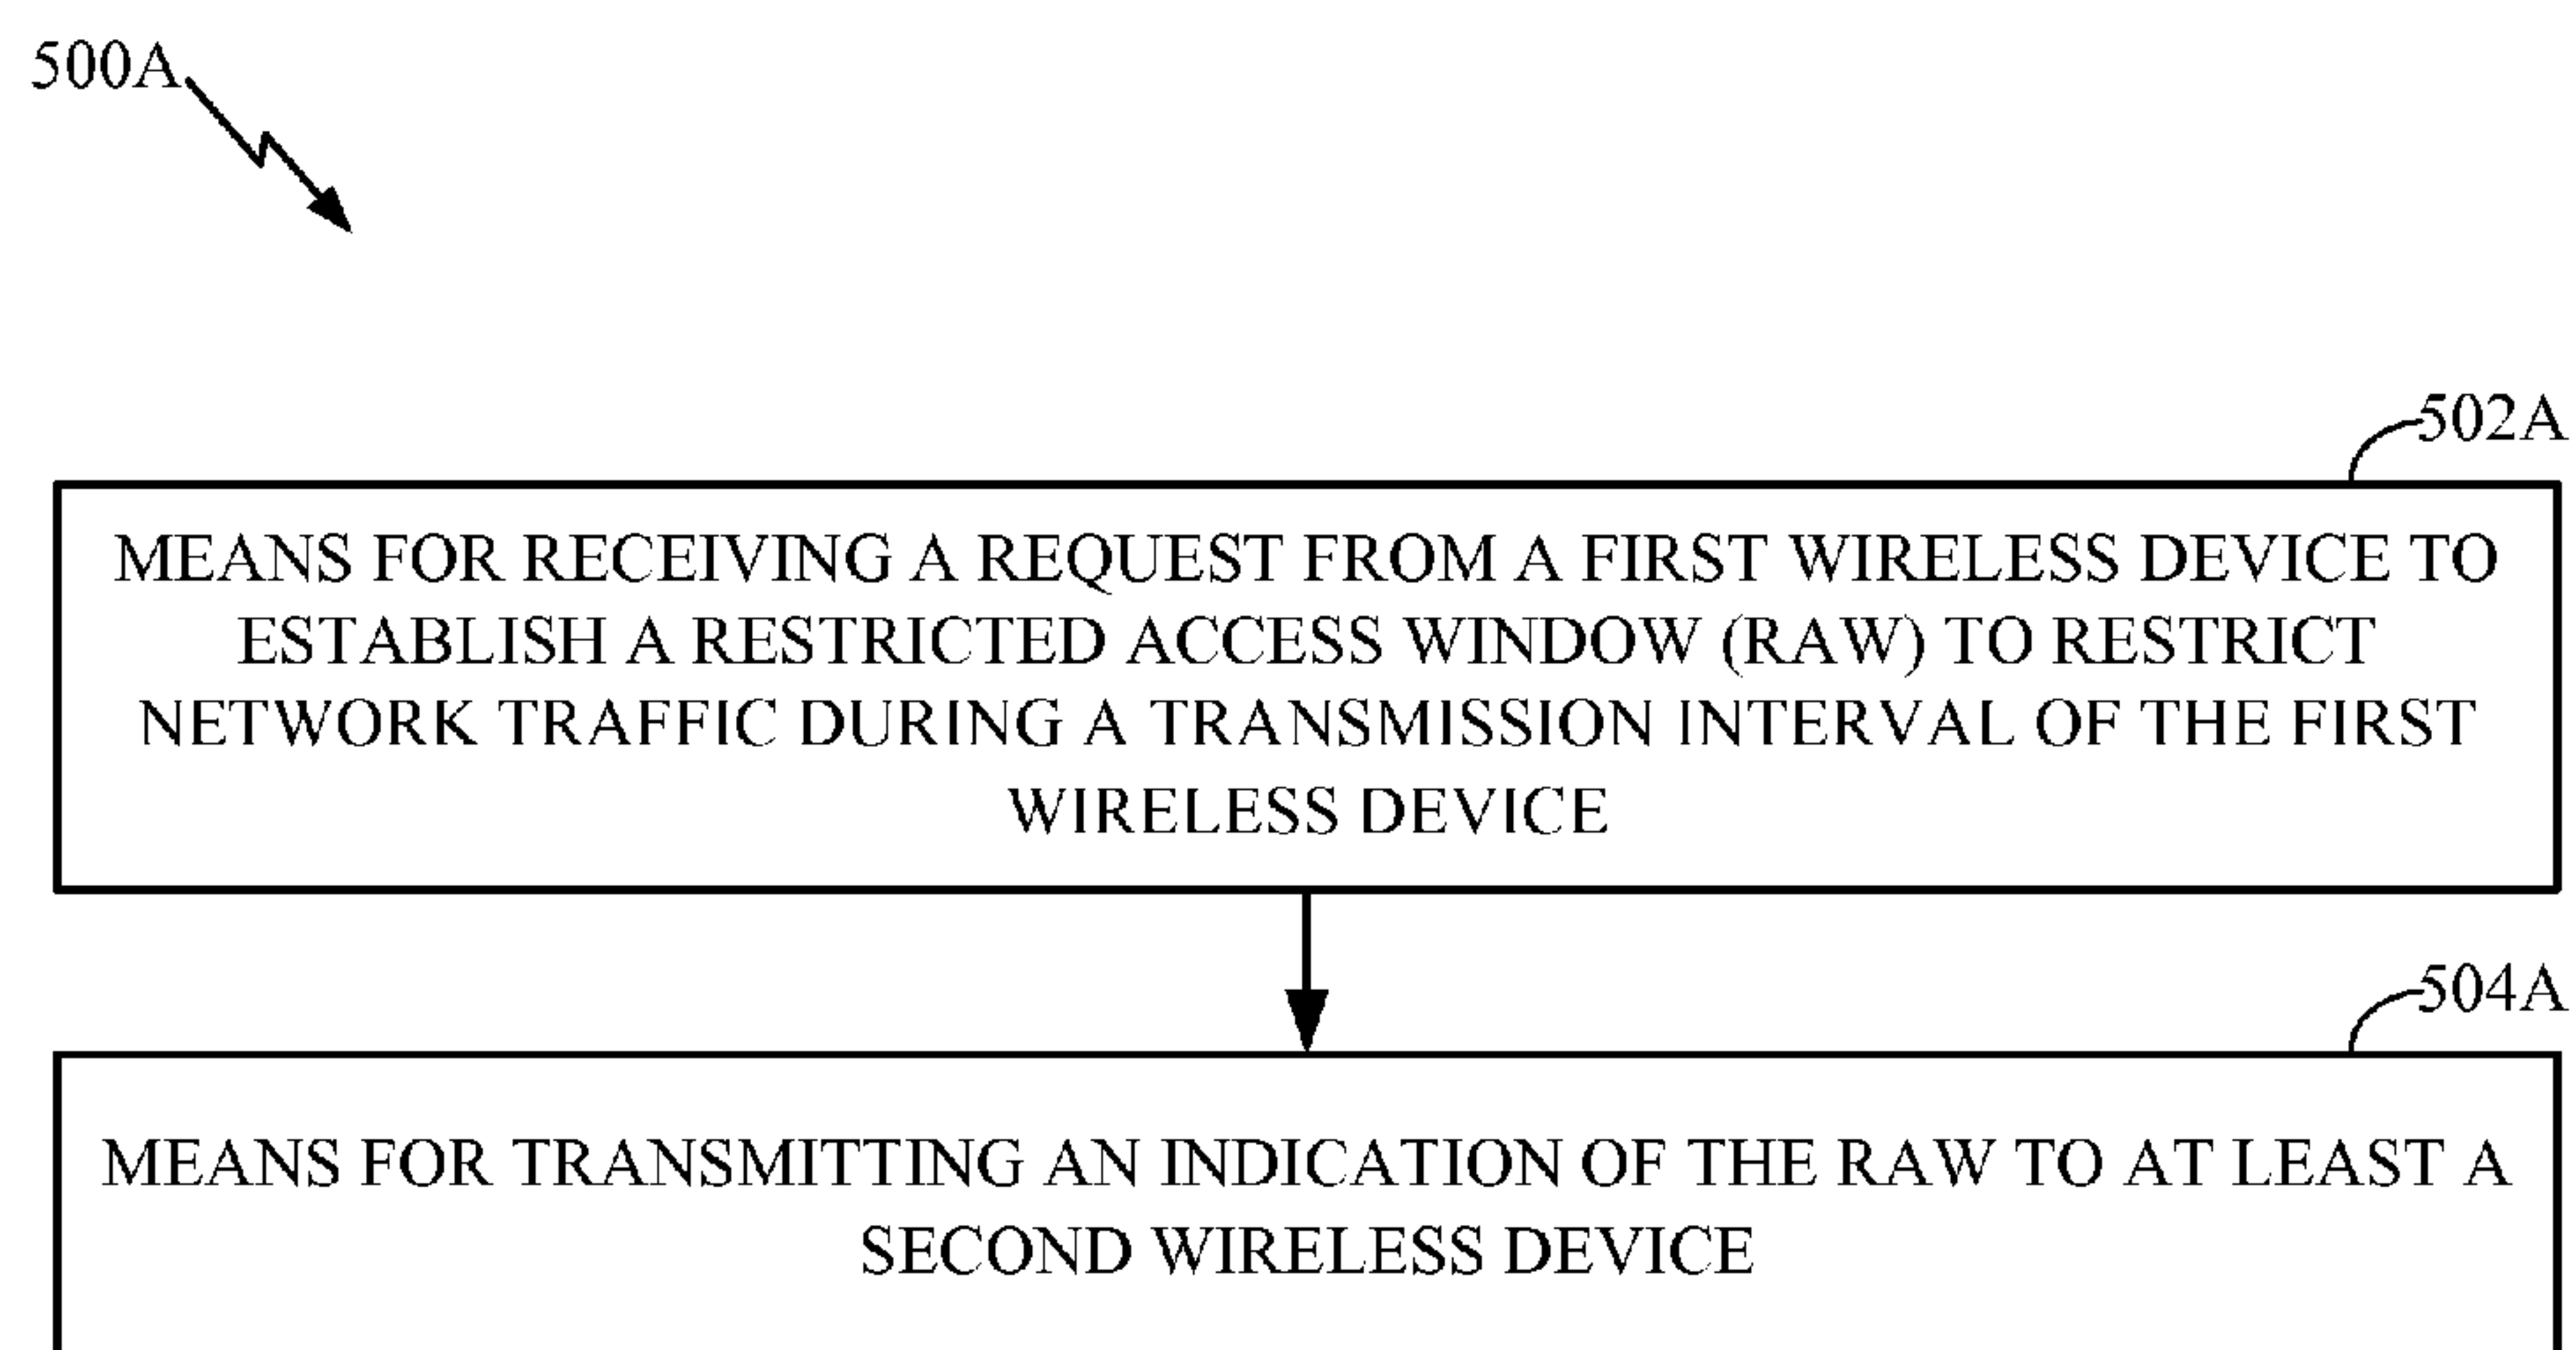 500A
502A
MEANS FOR RECEIVING A REQUEST FROM A FIRST WIRELESS DEVICE TO
ESTABLISH A RESTRICTED ACCESS WINDOW (RAW) TO RESTRICT
NETWORK TRAFFIC DURING A TRANSMISSION INTERVAL OF THE FIRST
WIRELESS DEVICE
504A
MEANS FOR TRANSMITTING AN INDICATION OF THE RAW TO AT LEAST A
SECOND WIRELESS DEVICE